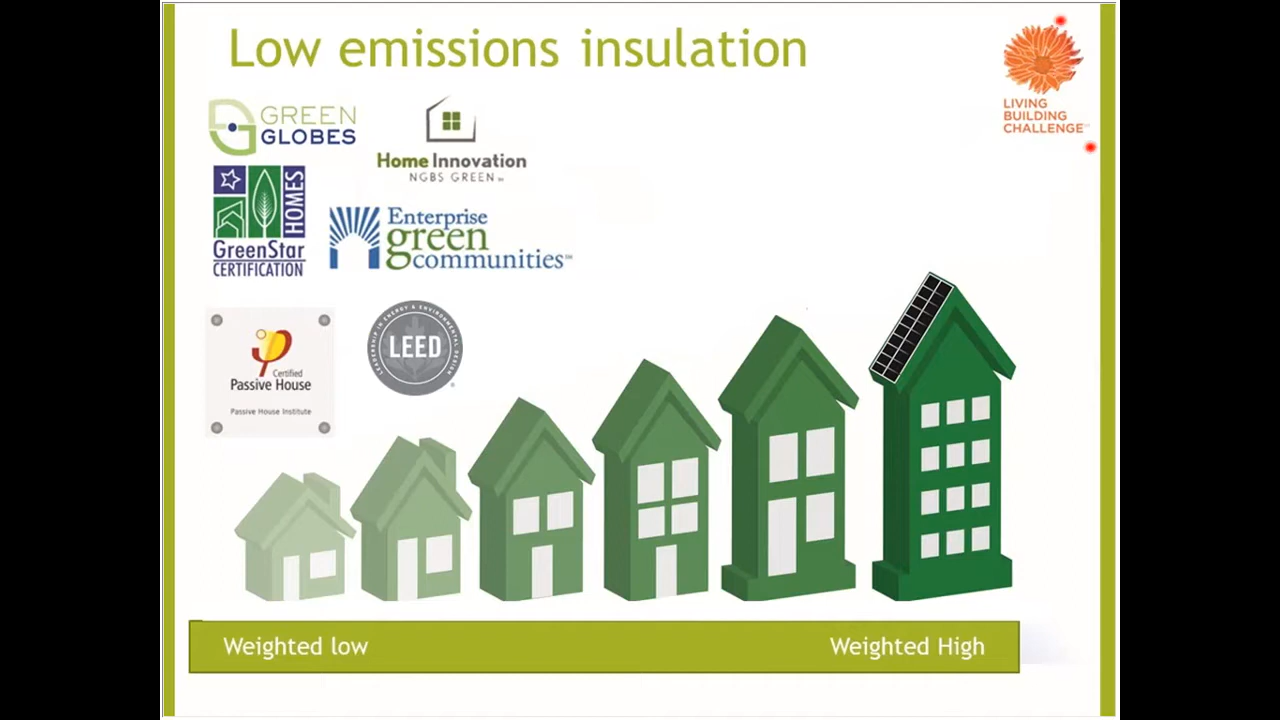 Low emissions insulation
LIVING
BUILDING
CHALLENGE
GREEN
GLOBES
Home Innovation
NGBS GREEN
HOMES
GreenStar
CERTIFICATION
Enterprise
green
communities
Certified
Passive House
Passive House Institute
LEADERSHIP IN ENERGY & ENVIRONMENTAL DESIGN
LEED
Weighted low
Weighted High